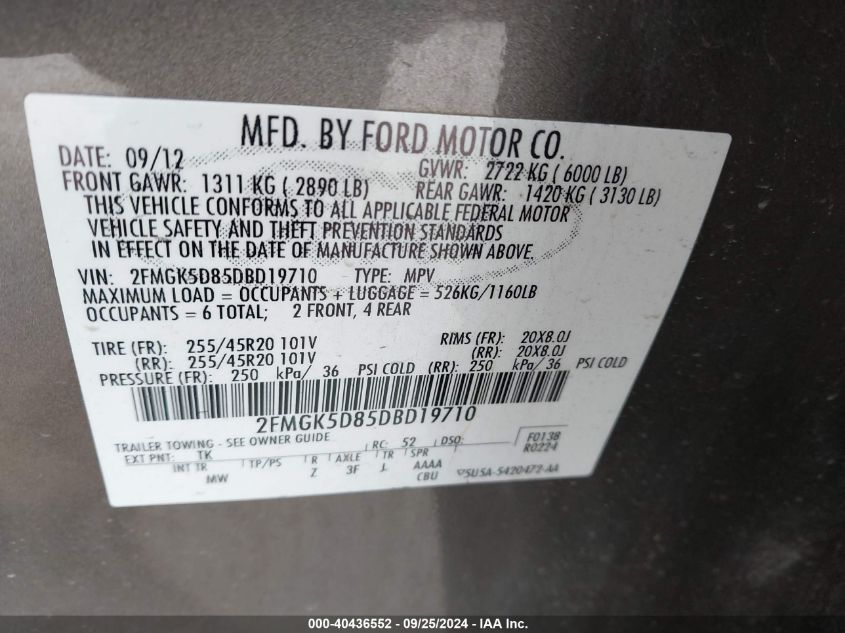 MFD. BY FORD MOTOR CO.
DATE: 09/12 GVWR: 2722 KG ( 6000 LB)
FRONT GAWR: 1311 KG ( 2890 LB) REAR GAWR: 1420 KG ( 3130 LB)
THIS VEHICLE CONFORMS TO ALL APPLICABLE FEDERAL MOTOR
VEHICLE SAFETY AND THEFT PREVENTION STANDARDS
IN EFFECT ON THE DATE OF MANUFACTURE SHOWN ABOVE.
VIN: 2FMGK5D85DBD19710 TYPE: MPV
MAXIMUM LOAD = OCCUPANTS + LUGGAGE = 526KG/1160LB
OCCUPANTS = 6 TOTAL; 2 FRONT, 4 REAR
TIRE (FR): 255/45R20 101V RIMS (FR): 20X8.0J
(RR): 255/45R20 101V (RR): 20X8.0J
PRESSURE (FR): 250 kPa/ 36 PSI COLD (RR): 250 kPa/ 36 PSI COLD
2FMGK5D85DBD19710
TRAILER TOWING - SEE OWNER GUIDE
EXT PNT: TK RC: 52 DSO: F0138
R0224
INT TR TP/PS R AXLE TR SPR
MW Z 3F J AAAA
CBU 5U5A-5420472-AA
000-40436552 - 09/25/2024 - IAA Inc.